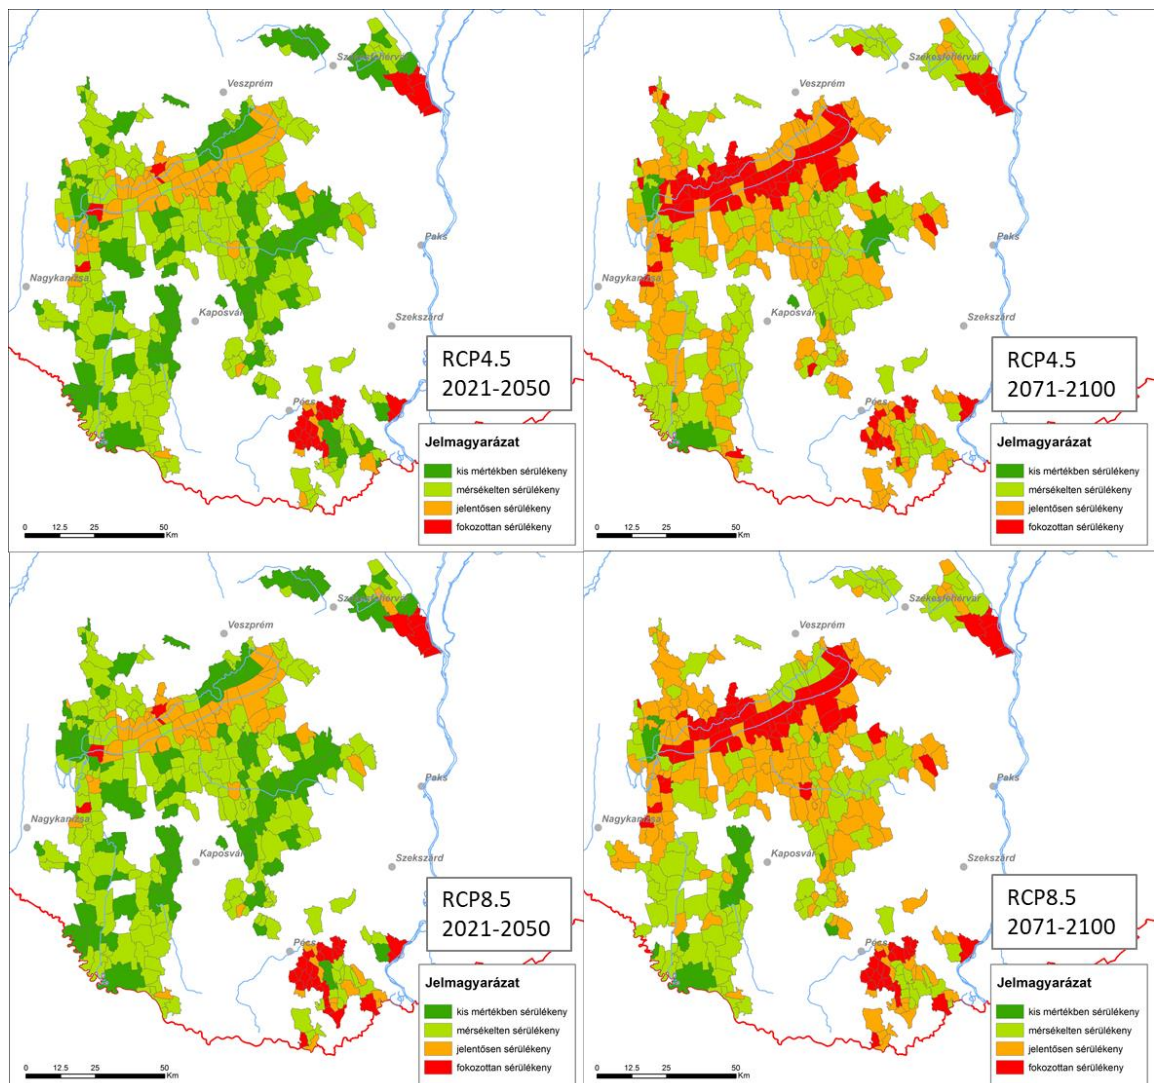 Székesfehérvár
Veszprém
Paks
Nagykanizsa
Kaposvár
Szekszárd
Pécs
RCP4.5
2021-2050
Jelmagyarázat
kis mértékben sérülékeny
mérsékelten sérülékeny
jelentősen sérülékeny
fokozottan sérülékeny
0 12.5 25 50
Km
Székesfehérvár
Veszprém
Paks
Nagykanizsa
Kaposvár
Szekszárd
Pécs
RCP4.5
2071-2100
Jelmagyarázat
kis mértékben sérülékeny
mérsékelten sérülékeny
jelentősen sérülékeny
fokozottan sérülékeny
0 12.5 25 50
Km
Székesfehérvár
Veszprém
Paks
Nagykanizsa
Kaposvár
Szekszárd
Pécs
RCP8.5
2021-2050
Jelmagyarázat
kis mértékben sérülékeny
mérsékelten sérülékeny
jelentősen sérülékeny
fokozottan sérülékeny
0 12.5 25 50
Km
Székesfehérvár
Veszprém
Paks
Nagykanizsa
Kaposvár
Szekszárd
Pécs
RCP8.5
2071-2100
Jelmagyarázat
kis mértékben sérülékeny
mérsékelten sérülékeny
jelentősen sérülékeny
fokozottan sérülékeny
0 12.5 25 50
Km